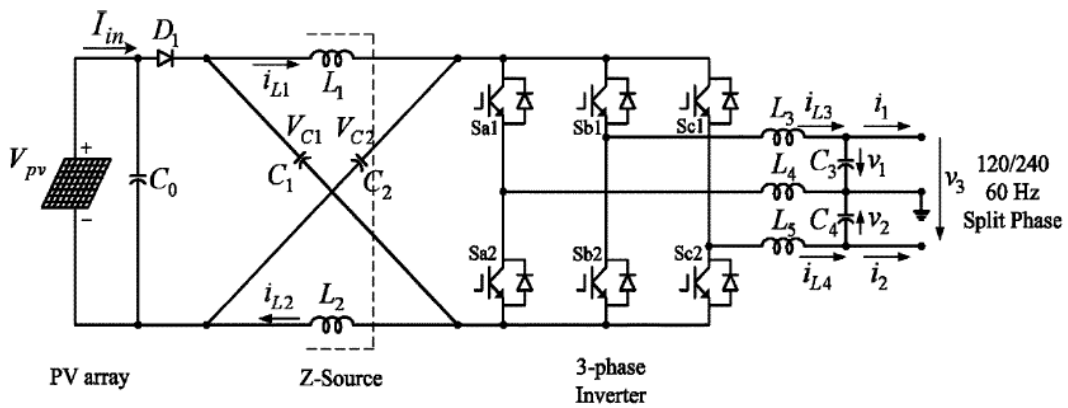 I_in
D_1
i_L1
L_1
V_C1
V_C2
C_1
C_2
V_pv
+
−
C_0
i_L2
L_2
PV array
Z-Source
3-phase
Inverter
Sa1
Sb1
Sc1
Sa2
Sb2
Sc2
L_3
i_L3
i_1
C_3
v_1
L_4
v_3
L_5
C_4
v_2
i_L4
i_2
120/240
60 Hz
Split Phase